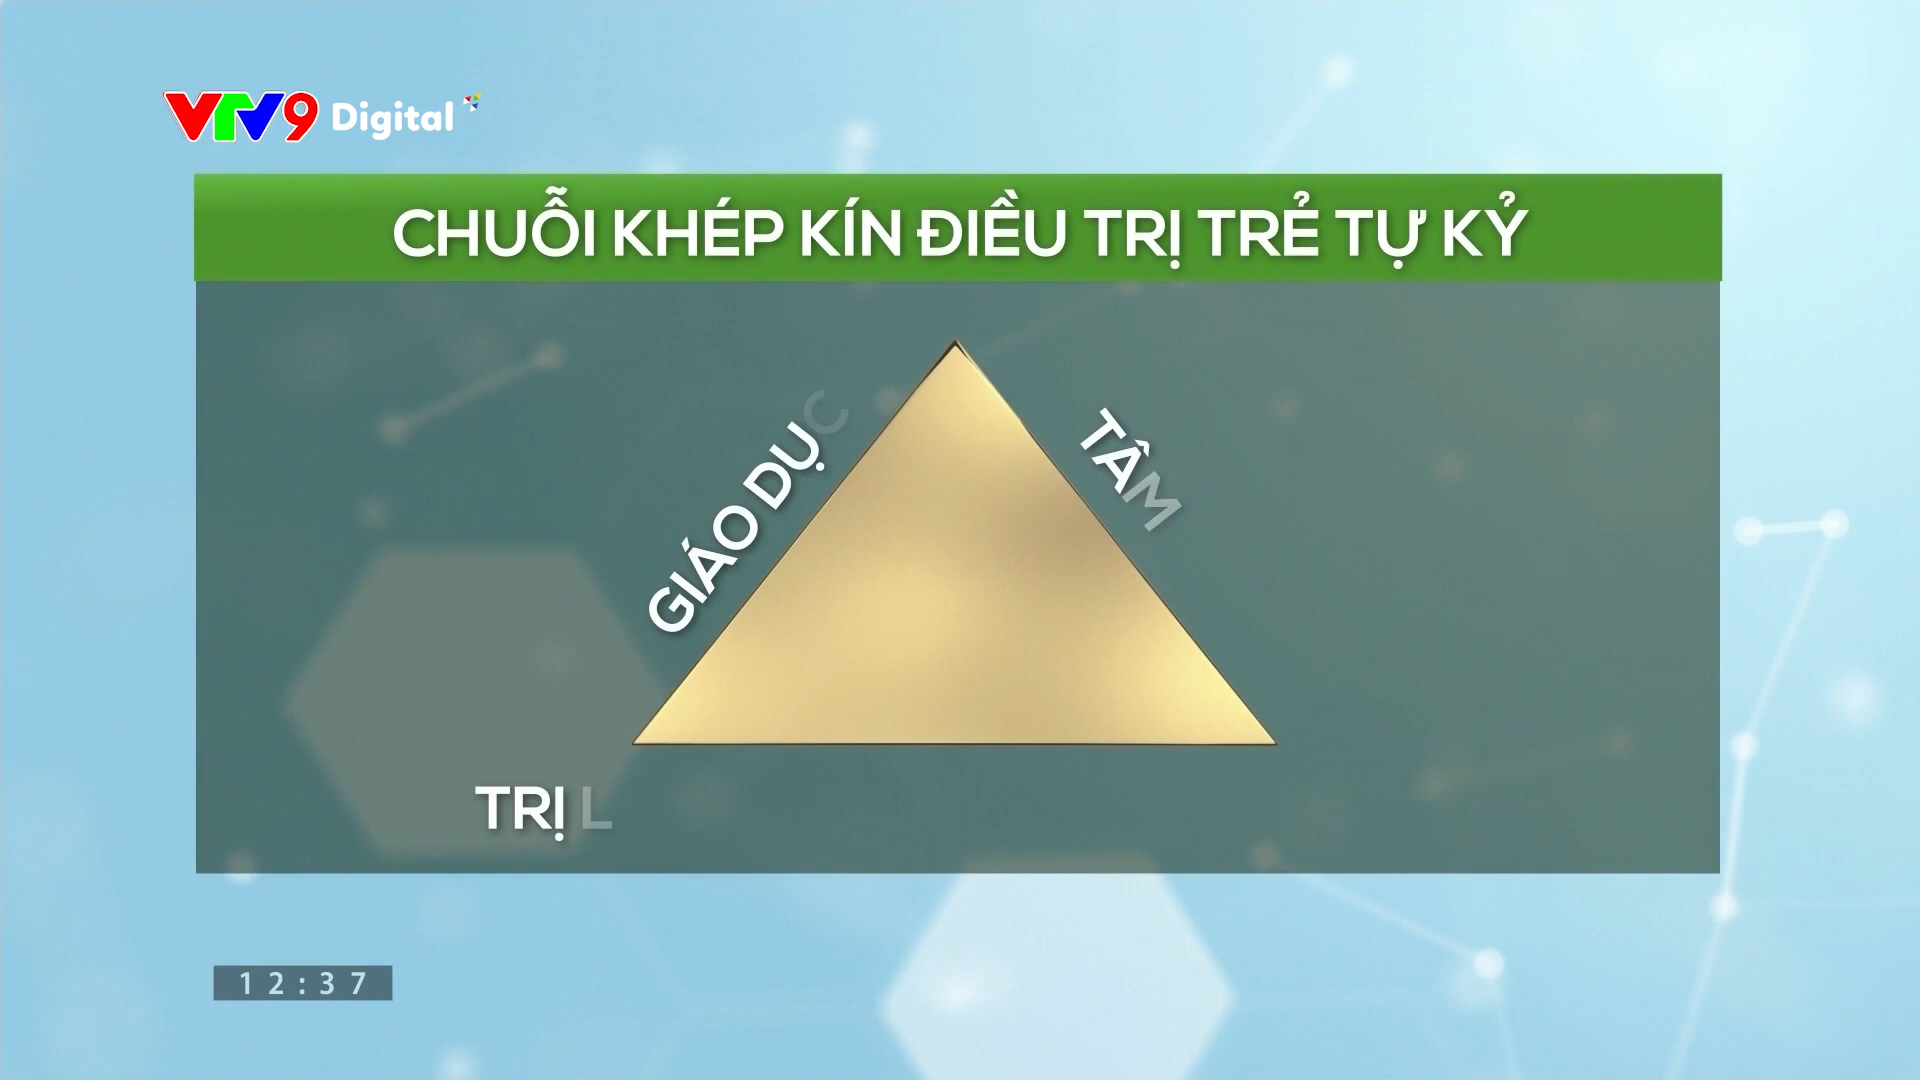 VTV9 Digital
CHUỖI KHÉP KÍN ĐIỀU TRỊ TRẺ TỰ KỶ
GIÁO DỤC
TÂM
TRỊ L
12:37